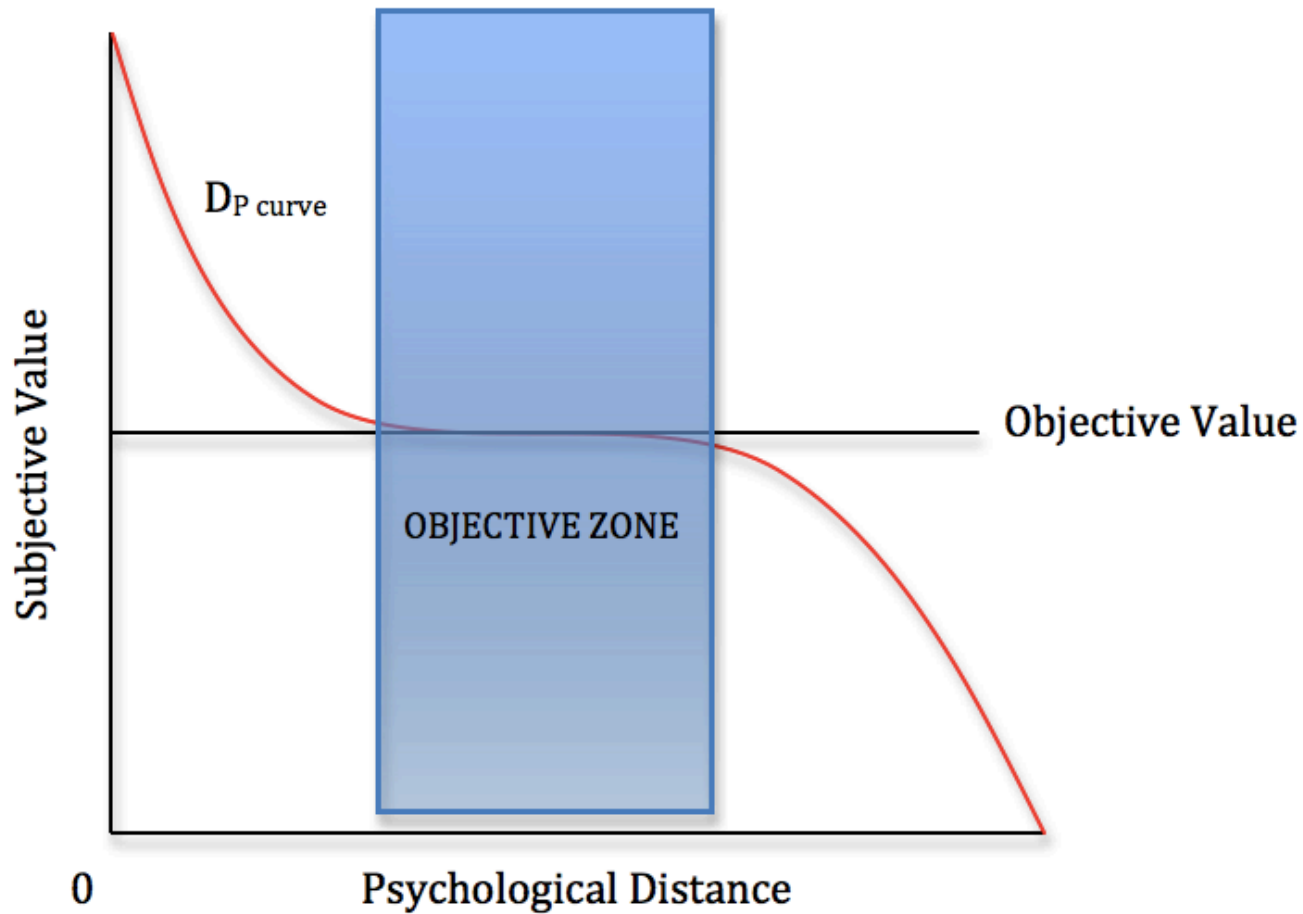 DP curve
Subjective Value
Objective Value
OBJECTIVE ZONE
0
Psychological Distance